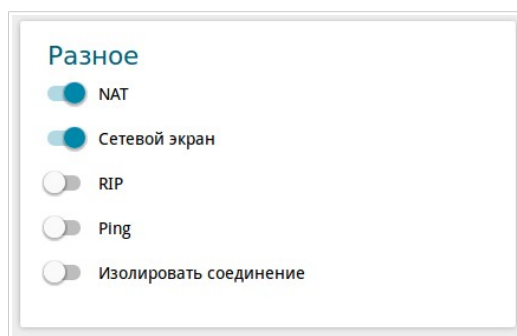 Разное
NAT
Сетевой экран
RIP
Ping
Изолировать соединение